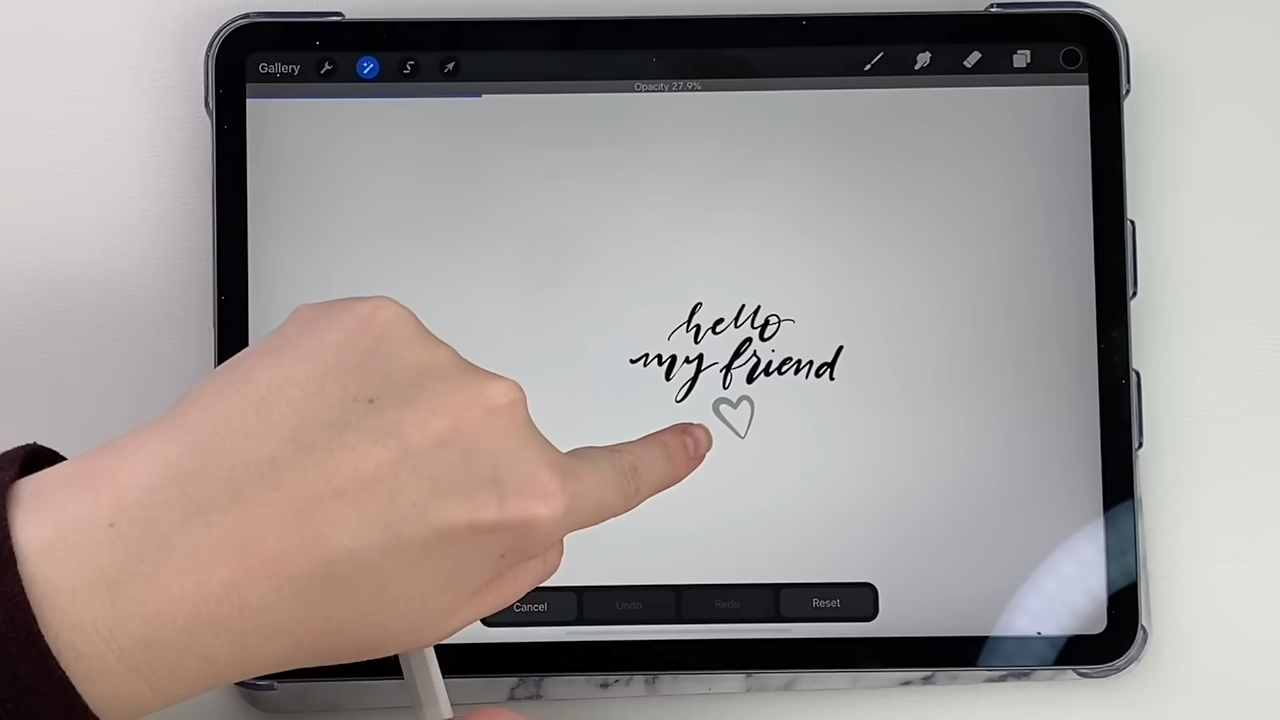 Gallery
Opacity 27.9%
hello
my friend
Cancel
Undo
Redo
Reset